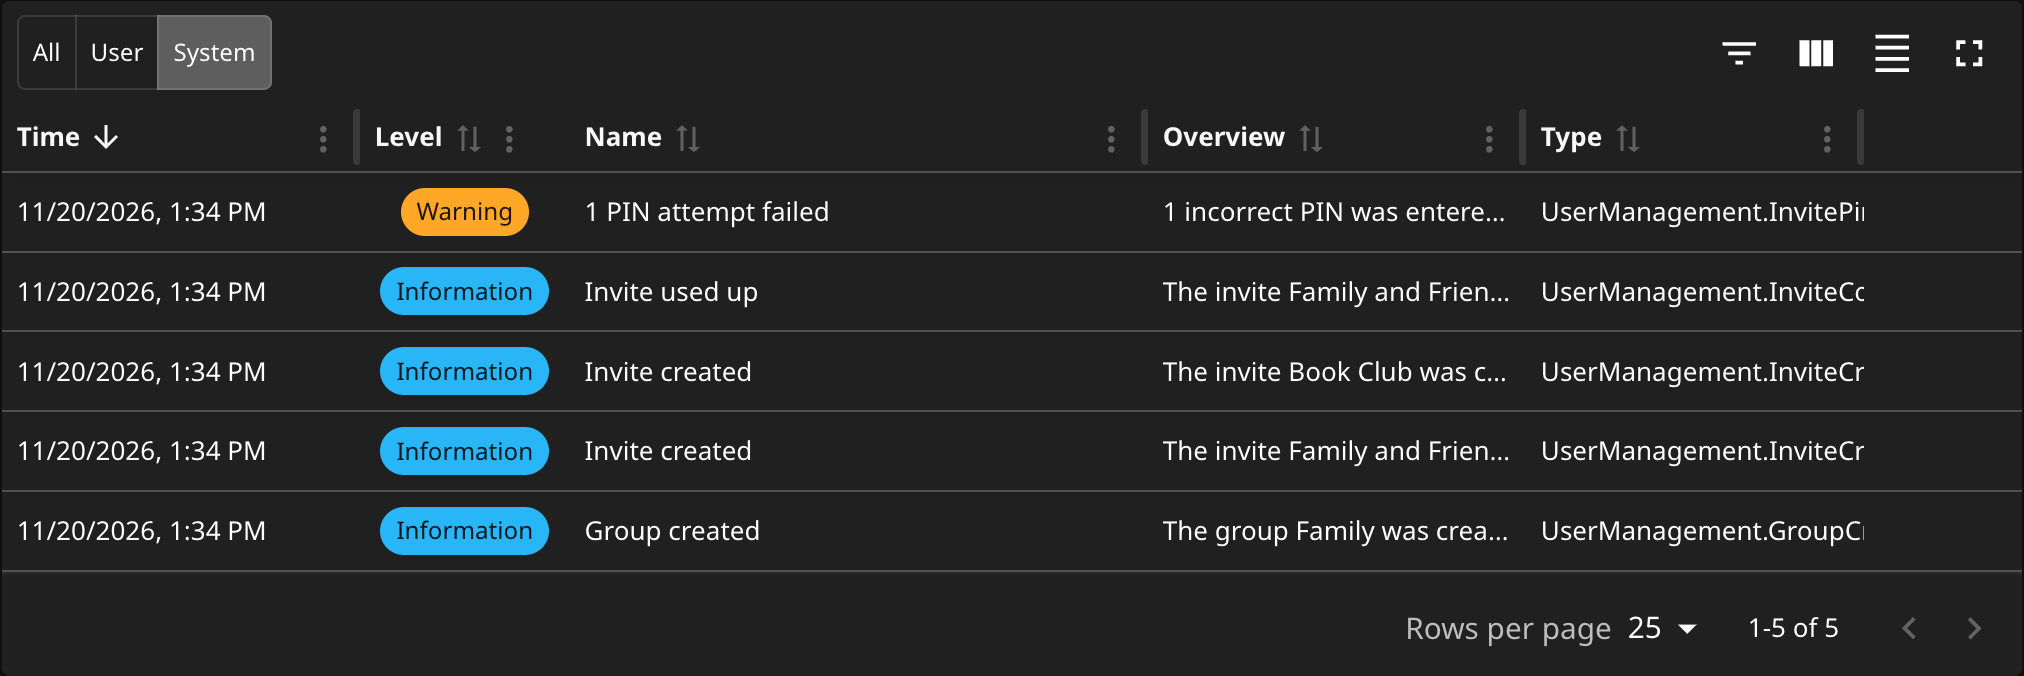 All User System
Time Level Name Overview Type
11/20/2026, 1:34 PM Warning 1 PIN attempt failed 1 incorrect PIN was entere... UserManagement.InvitePi
11/20/2026, 1:34 PM Information Invite used up The invite Family and Frien... UserManagement.InviteCo
11/20/2026, 1:34 PM Information Invite created The invite Book Club was c... UserManagement.InviteCr
11/20/2026, 1:34 PM Information Invite created The invite Family and Frien... UserManagement.InviteCr
11/20/2026, 1:34 PM Information Group created The group Family was crea... UserManagement.GroupC
Rows per page 25 1-5 of 5